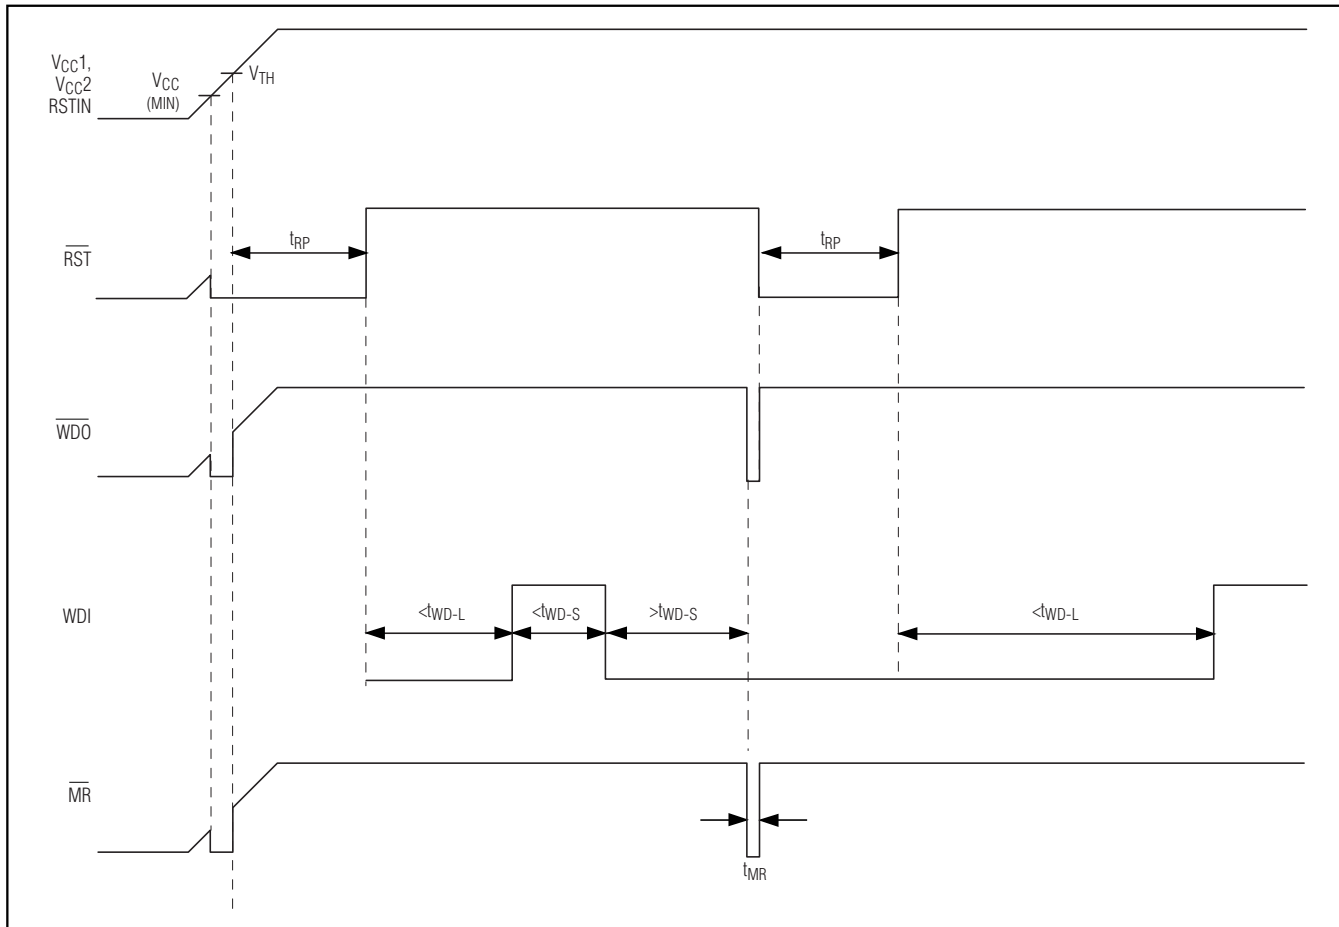 VCC1,
VCC2
RSTIN
VCC
(MIN)
VTH
RST
tRP
tRP
WDO
WDI
<tWD-L
<tWD-S
>tWD-S
<tWD-L
MR
tMR